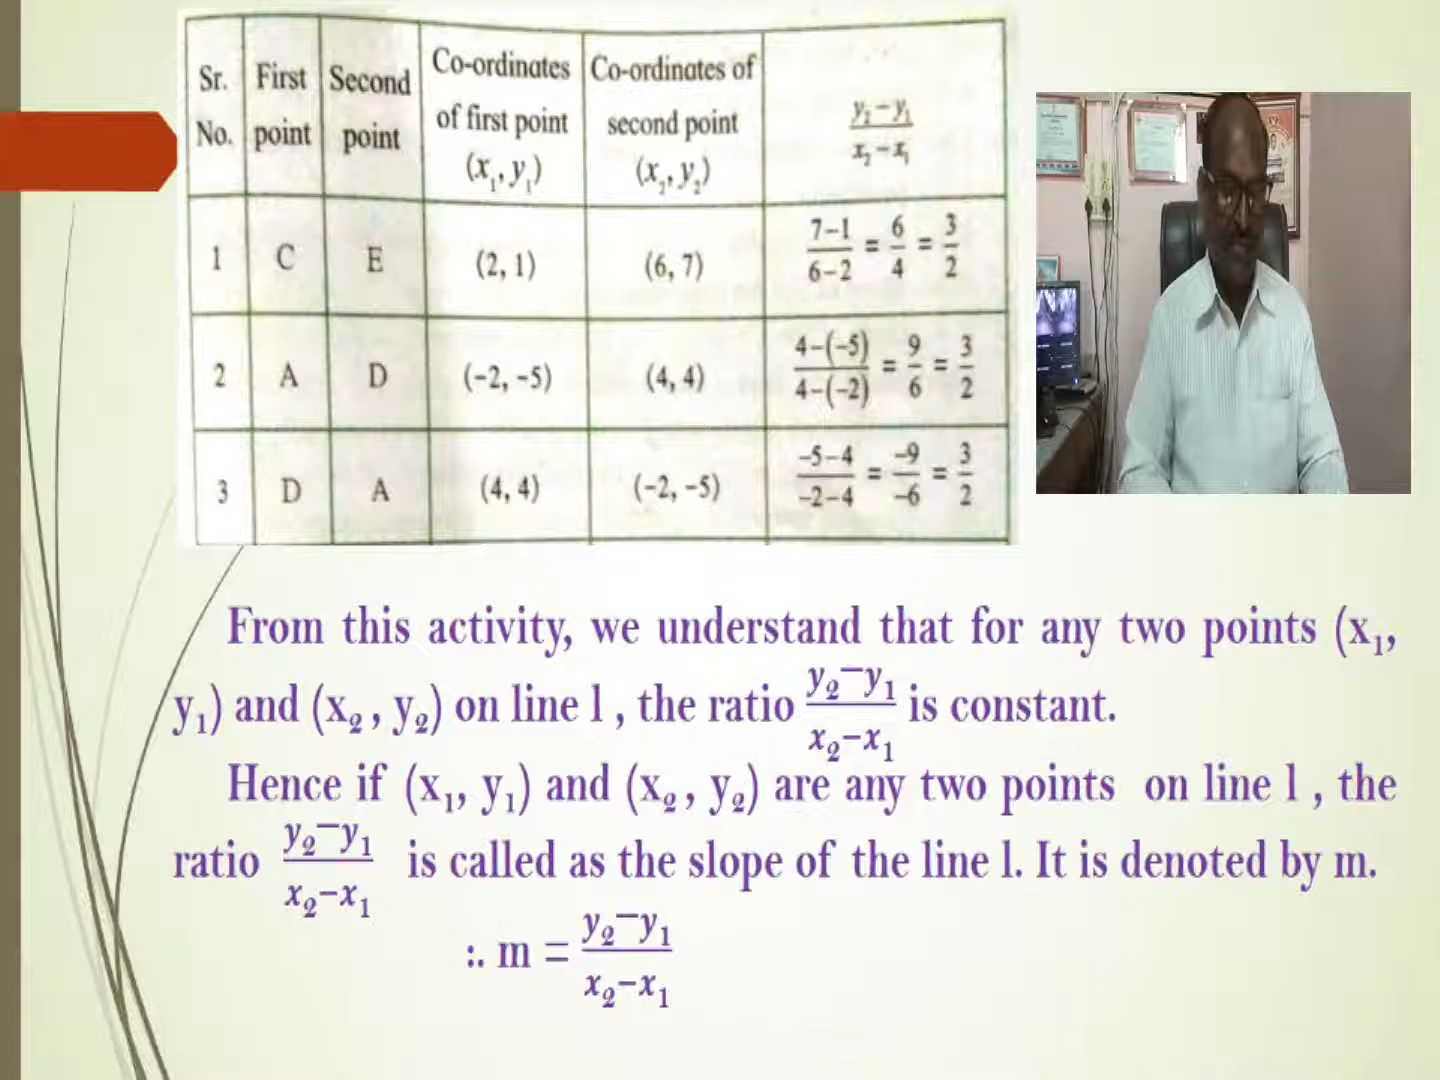 Sr. No. First point Second point Co-ordinates of first point (x₁, y₁) Co-ordinates of second point (x₂, y₂) y₂−y₁/x₂−x₁
1 C E (2, 1) (6, 7) 7−1/6−2 = 6/4 = 3/2
2 A D (−2, −5) (4, 4) 4−(−5)/4−(−2) = 9/6 = 3/2
3 D A (4, 4) (−2, −5) −5−4/−2−4 = −9/−6 = 3/2
From this activity, we understand that for any two points (x₁,
y₁) and (x₂ , y₂) on line l , the ratio y₂−y₁/x₂−x₁ is constant.
Hence if (x₁, y₁) and (x₂ , y₂) are any two points on line l , the
ratio y₂−y₁/x₂−x₁ is called as the slope of the line l. It is denoted by m.
∴ m = y₂−y₁/x₂−x₁